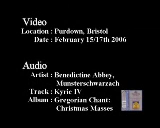 Video
Location : Purdown, Bristol
Date : February 15/17th 2006
Audio
Artist : Benedictine Abbey,
Munsterschwarzach
Track : Kyrie IV
Album : Gregorian Chant:
Christmas Masses